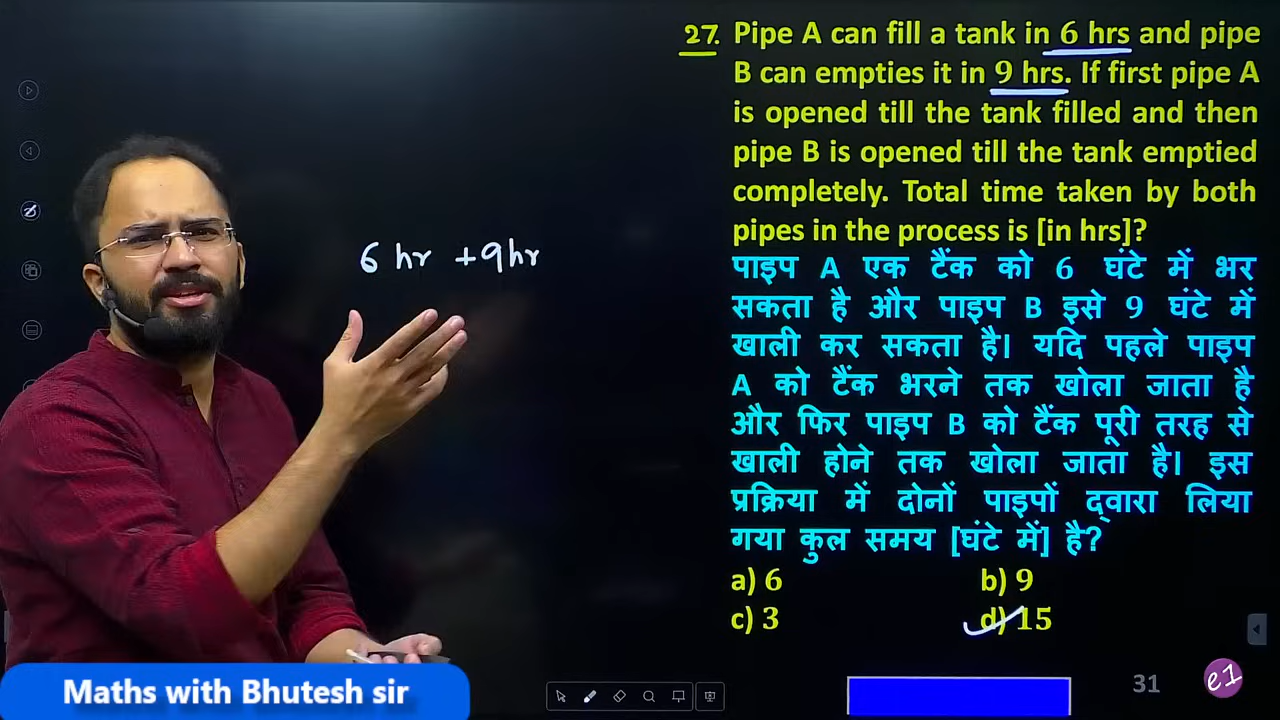 27. Pipe A can fill a tank in 6 hrs and pipe
B can empties it in 9 hrs. If first pipe A
is opened till the tank filled and then
pipe B is opened till the tank emptied
completely. Total time taken by both
pipes in the process is [in hrs]?
6 hr + 9 hr
पाइप A एक टैंक को 6 घंटे में भर
सकता है और पाइप B इसे 9 घंटे में
खाली कर सकता है। यदि पहले पाइप
A को टैंक भरने तक खोला जाता है
और फिर पाइप B को टैंक पूरी तरह से
खाली होने तक खोला जाता है। इस
प्रक्रिया में दोनों पाइपों द्वारा लिया
गया कुल समय [घंटे में] है?
a) 6 b) 9
c) 3 d) 15
Maths with Bhutesh sir
31
e1